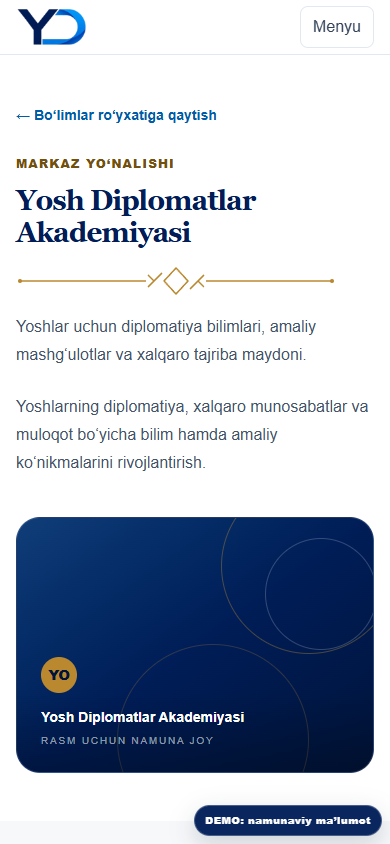 YD
Menyu
← Bo‘limlar ro‘yxatiga qaytish
MARKAZ YO‘NALISHI
Yosh Diplomatlar
Akademiyasi
Yoshlar uchun diplomatiya bilimlari, amaliy
mashg‘ulotlar va xalqaro tajriba maydoni.
Yoshlarning diplomatiya, xalqaro munosabatlar va
muloqot bo‘yicha bilim hamda amaliy
ko‘nikmalarini rivojlantirish.
YO
Yosh Diplomatlar Akademiyasi
RASM UCHUN NAMUNA JOY
DEMO: namunaviy ma’lumot